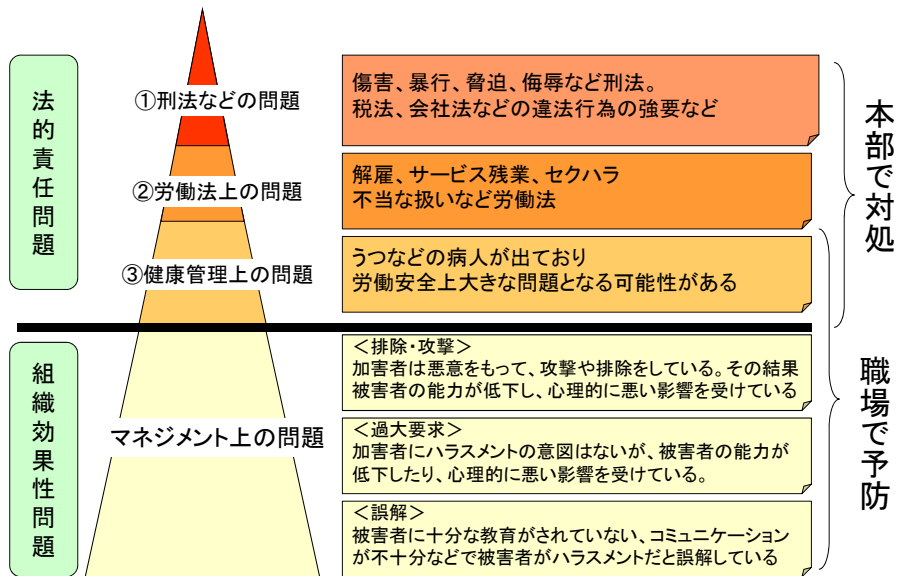 法的責任問題
①刑法などの問題
傷害、暴行、脅迫、侮辱など刑法。
税法、会社法などの違法行為の強要など
②労働法上の問題
解雇、サービス残業、セクハラ
不当な扱いなど労働法
③健康管理上の問題
うつなどの病人が出ており
労働安全上大きな問題となる可能性がある
本部で対処
組織効果性問題
マネジメント上の問題
＜排除・攻撃＞
加害者は悪意をもって、攻撃や排除をしている。その結果
被害者の能力が低下し、心理的に悪い影響を受けている
＜過大要求＞
加害者にハラスメントの意図はないが、被害者の能力が
低下したり、心理的に悪い影響を受けている。
＜誤解＞
被害者に十分な教育がされていない、コミュニケーション
が不十分などで被害者がハラスメントだと誤解している
職場で予防